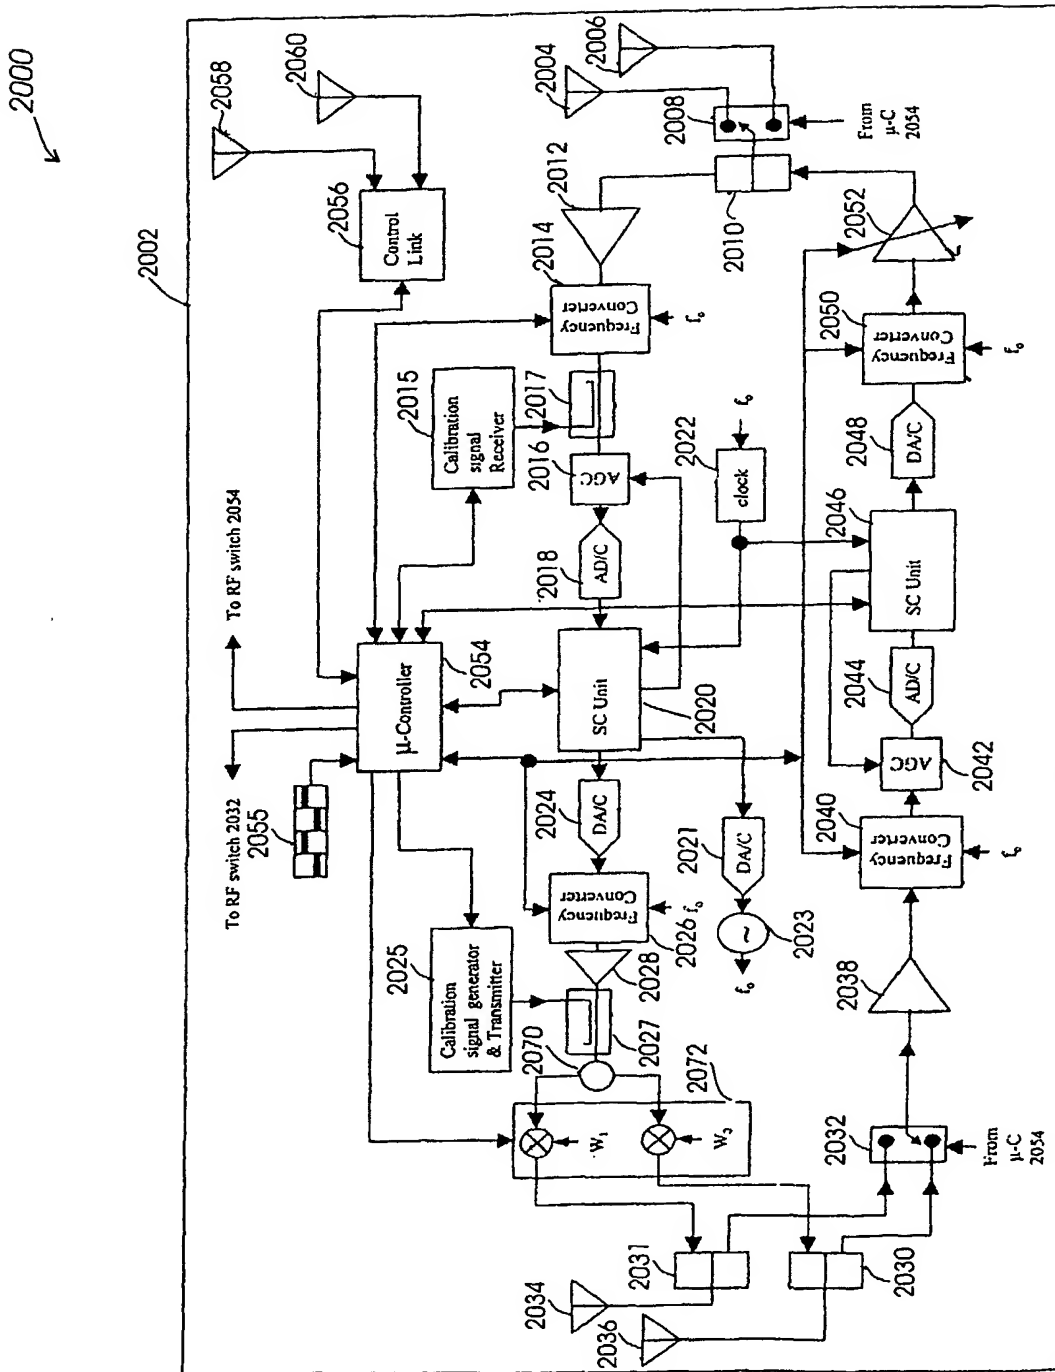 2000
2002
2058
2060
2056
Control
Link
2004
2006
2008
From
μ-C
2054
2010
2012
2014
Frequency
Converter
f₀
2015
Calibration
signal
Receiver
2017
2016
AGC
2018
AD/C
2022
clock
f₀
2052
2050
Frequency
Converter
f₀
2048
DA/C
2046
SC Unit
2044
AD/C
2042
AGC
2040
Frequency
Converter
f₀
2038
To RF switch 2054
To RF switch 2032
2055
μ-Controller
2054
SC Unit
2020
2024
DA/C
2021
DA/C
2023
~
f₀
Frequency
Converter
2026
f₀
2028
2025
Calibration
signal generator
& Transmitter
2027
2070
2072
W₁
W₂
2032
From
μ-C
2054
2031
2030
2034
2036